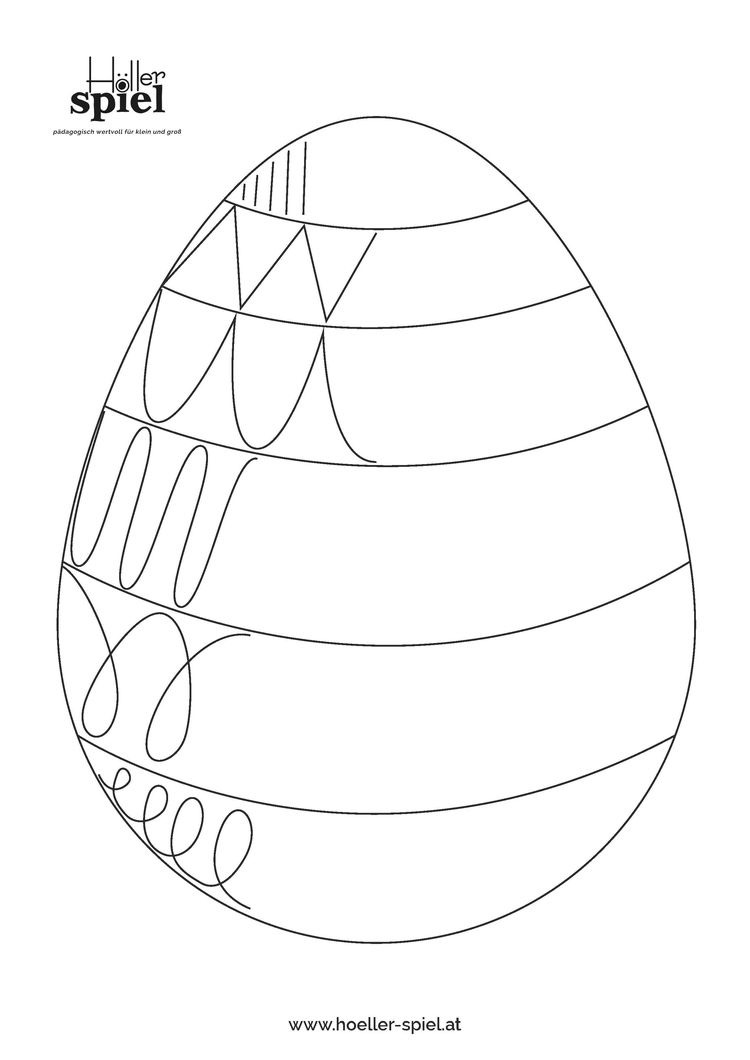 Höller
spiel
pädagogisch wertvoll für klein und groß
www.hoeller-spiel.at